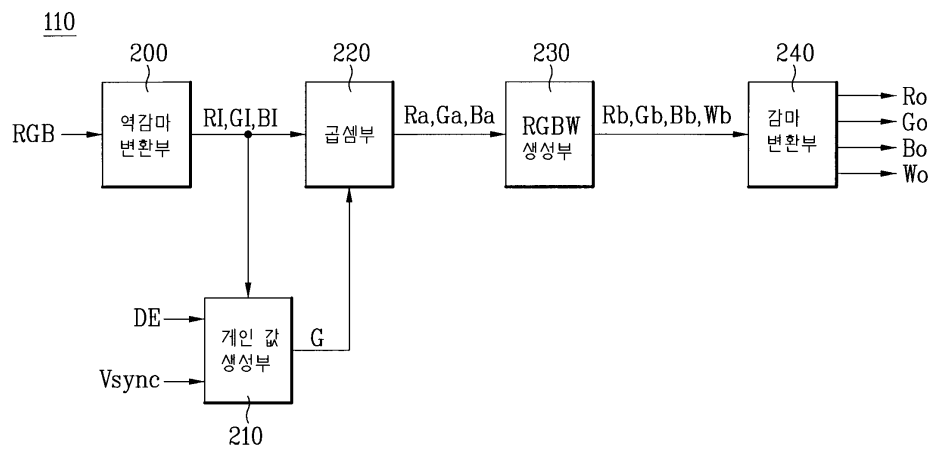 110
200
220
230
240
RGB
역감마
변환부
RI,GI,BI
곱셈부
Ra,Ga,Ba
RGBW
생성부
Rb,Gb,Bb,Wb
감마
변환부
Ro
Go
Bo
Wo
DE
Vsync
게인 값
생성부
G
210